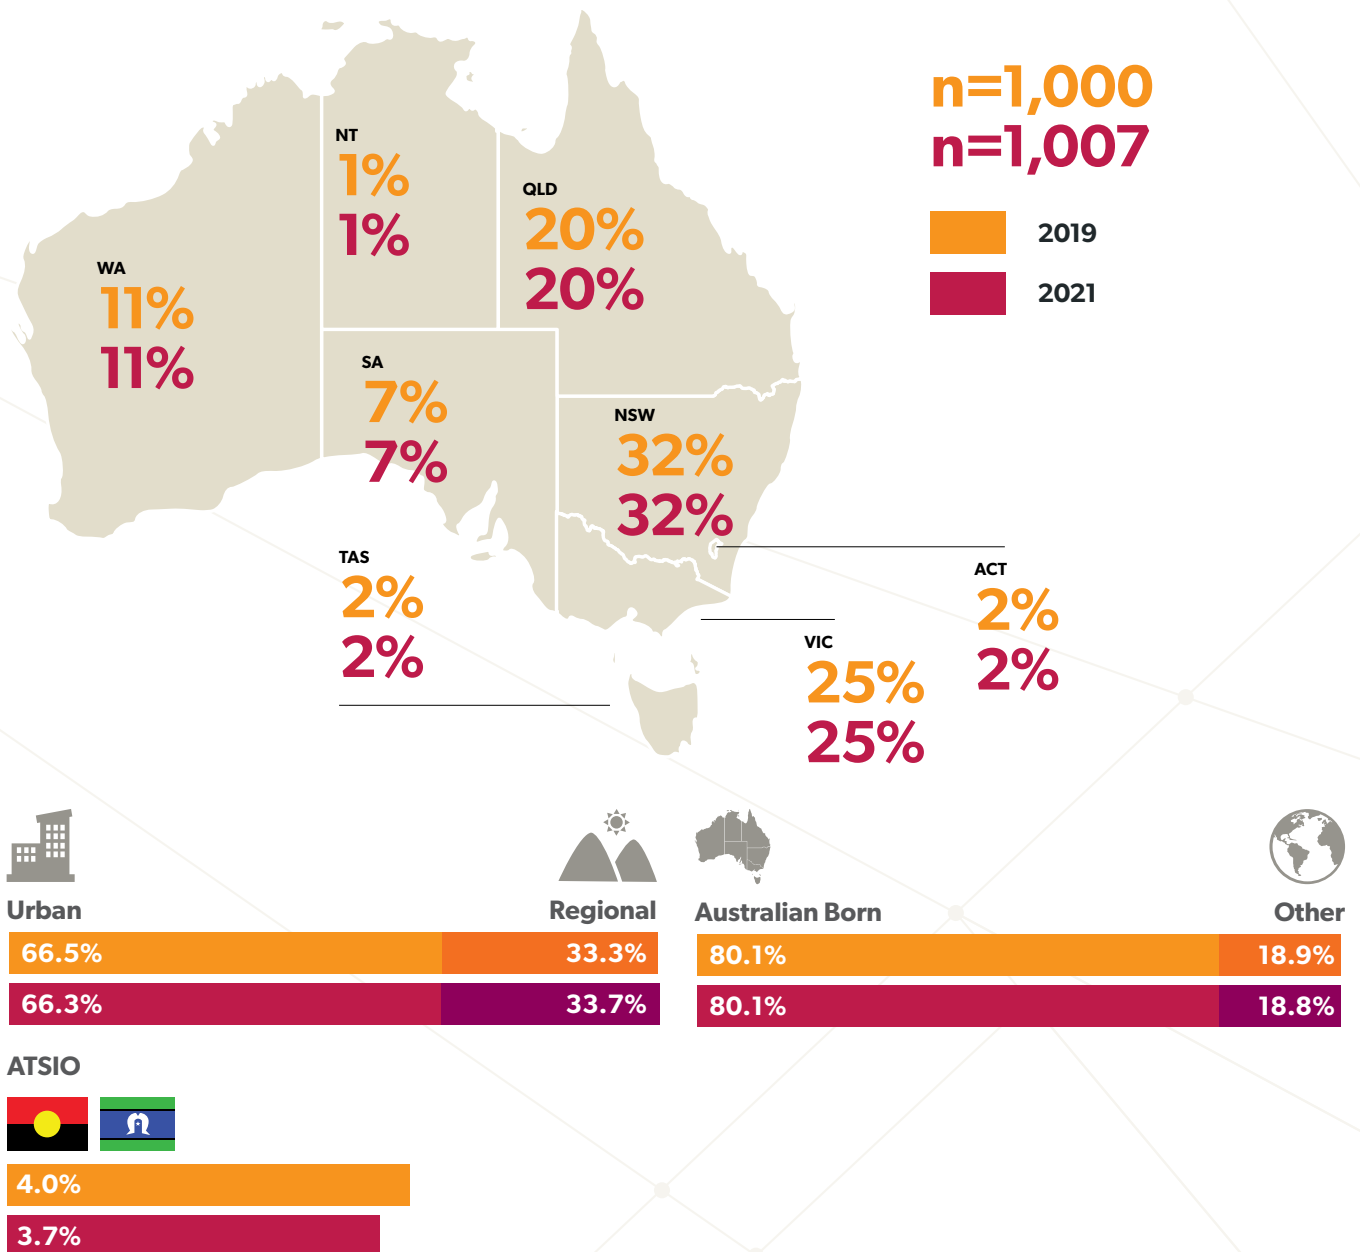 n=1,000
n=1,007
2019
2021
NT
1%
1%
QLD
20%
20%
WA
11%
11%
SA
7%
7%
NSW
32%
32%
TAS
2%
2%
ACT
2%
2%
VIC
25%
25%
Urban
Regional
66.5%
33.3%
66.3%
33.7%
Australian Born
Other
80.1%
18.9%
80.1%
18.8%
ATSIO
4.0%
3.7%